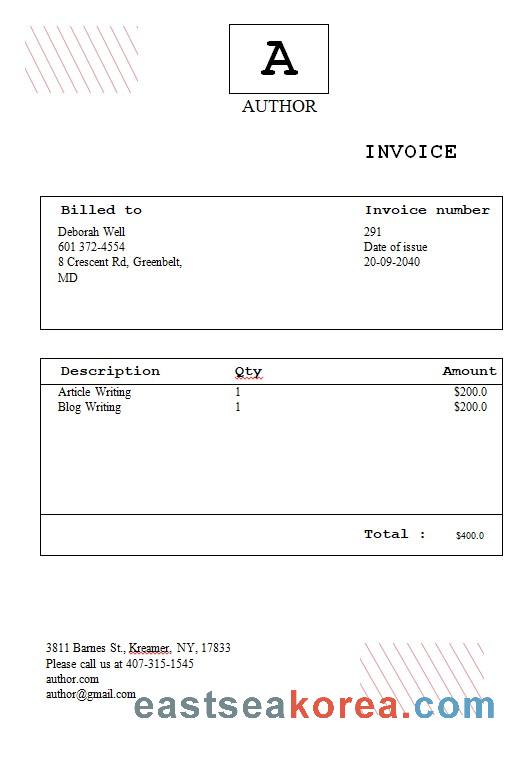 A
AUTHOR
INVOICE
Billed to Invoice number
Deborah Well 291
601 372-4554 Date of issue
8 Crescent Rd, Greenbelt, 20-09-2040
MD
Description Qty Amount
Article Writing 1 $200.0
Blog Writing 1 $200.0
Total : $400.0
3811 Barnes St., Kreamer, NY, 17833
Please call us at 407-315-1545
author.com
author@gmail.com
eastseakorea.com